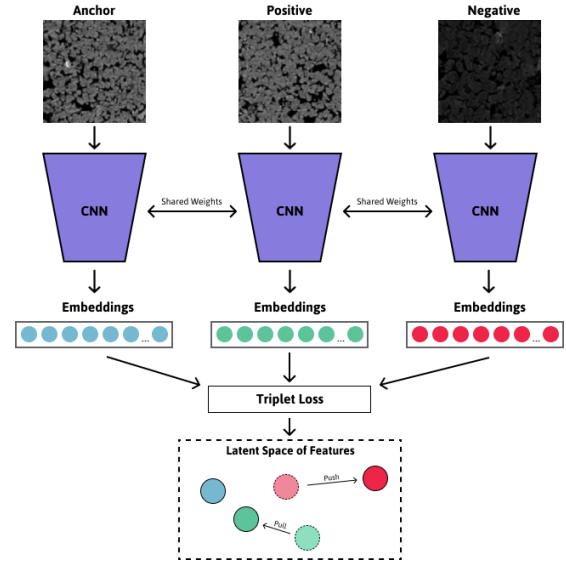 Anchor
Positive
Negative
CNN
Shared Weights
CNN
Shared Weights
CNN
Embeddings
Embeddings
Embeddings
...
...
...
Triplet Loss
Latent Space of Features
Push
Pull